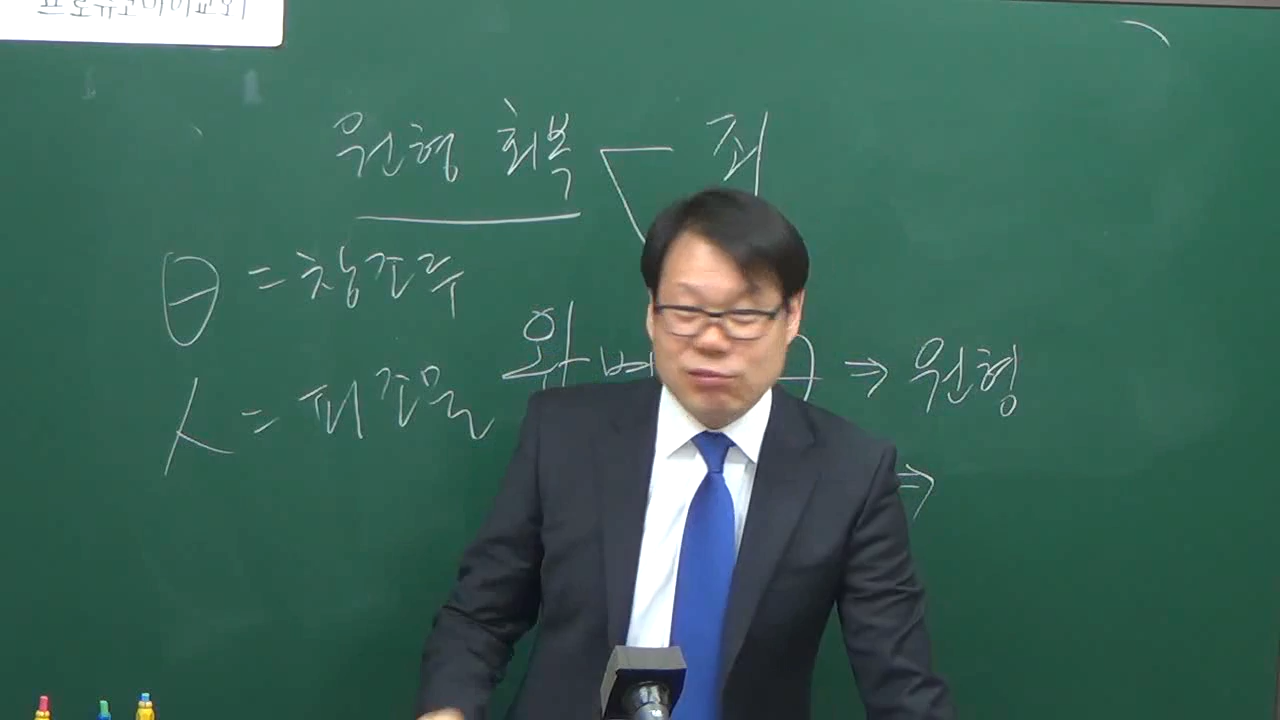 원형 회복 죄
θ = 창조주
人 = 피조물
완벽 ⇒ 원형
⇒